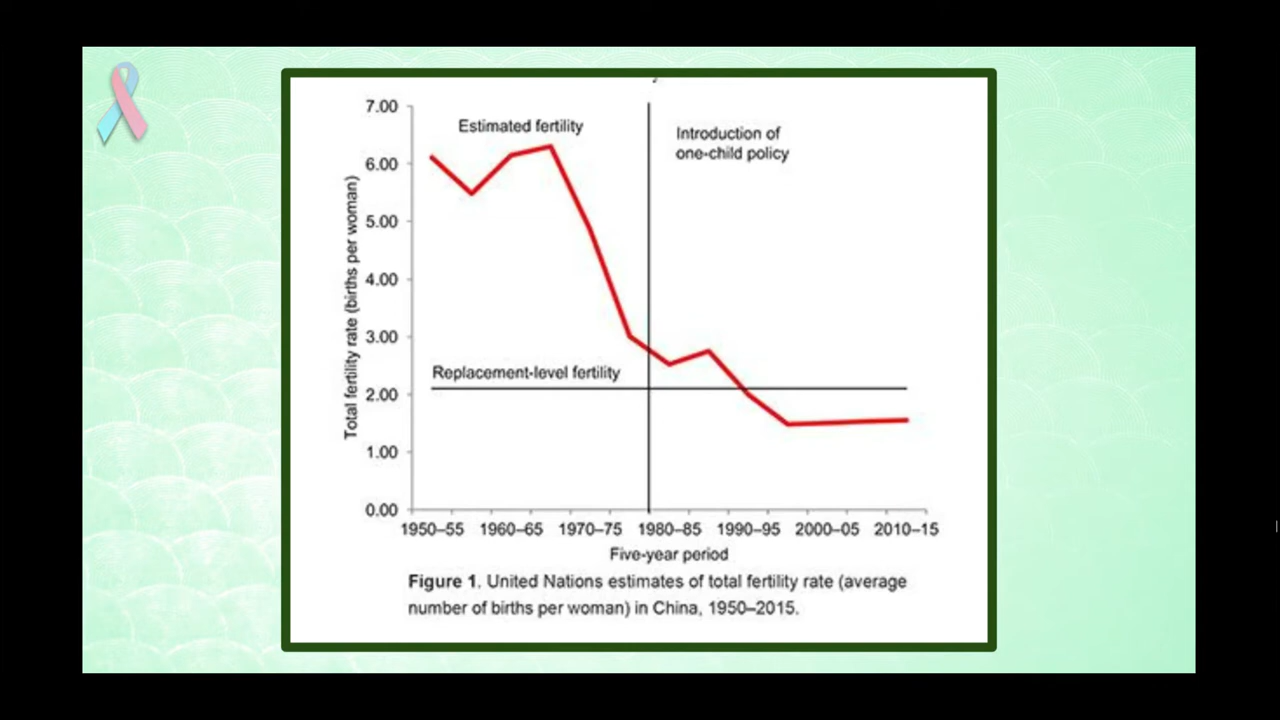 7.00
Estimated fertility
Introduction of
one-child policy
6.00
5.00
4.00
3.00
Replacement-level fertility
2.00
1.00
0.00
Total fertility rate (births per woman)
1950–55 1960–65 1970–75 1980–85 1990–95 2000–05 2010–15
Five-year period
Figure 1. United Nations estimates of total fertility rate (average
number of births per woman) in China, 1950–2015.